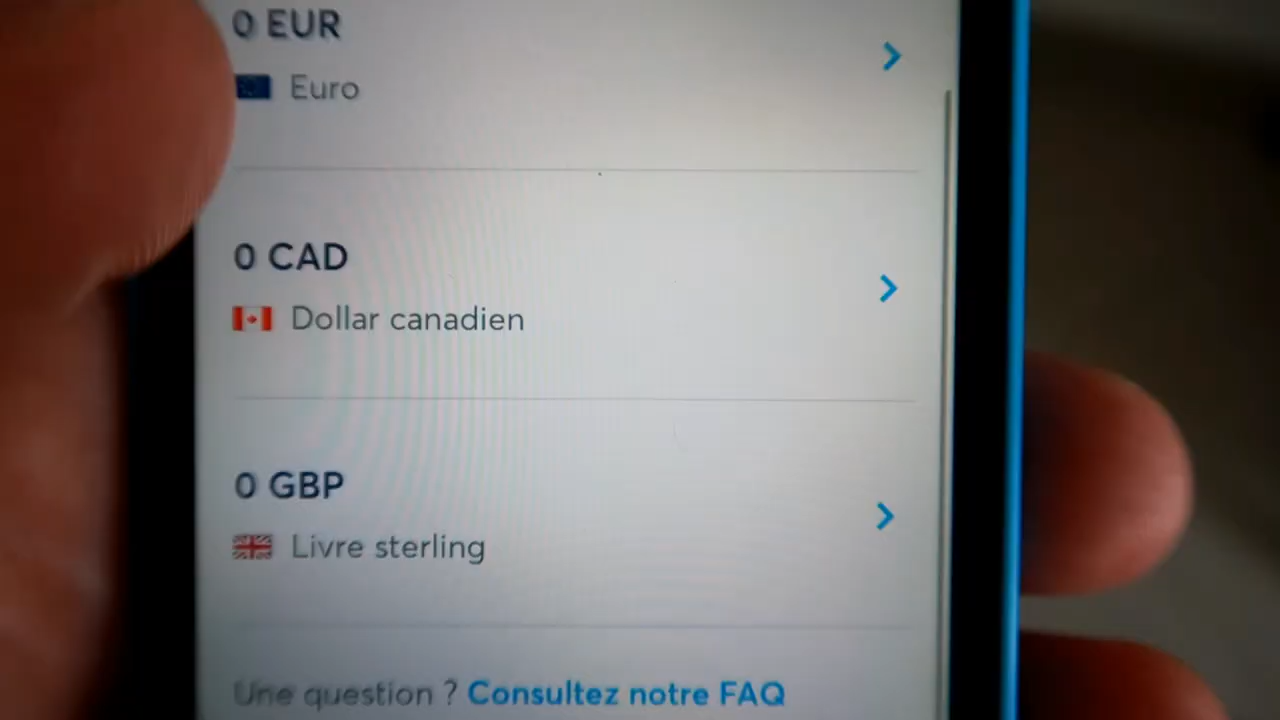 0 EUR
Euro
0 CAD
Dollar canadien
0 GBP
Livre sterling
Une question ? Consultez notre FAQ